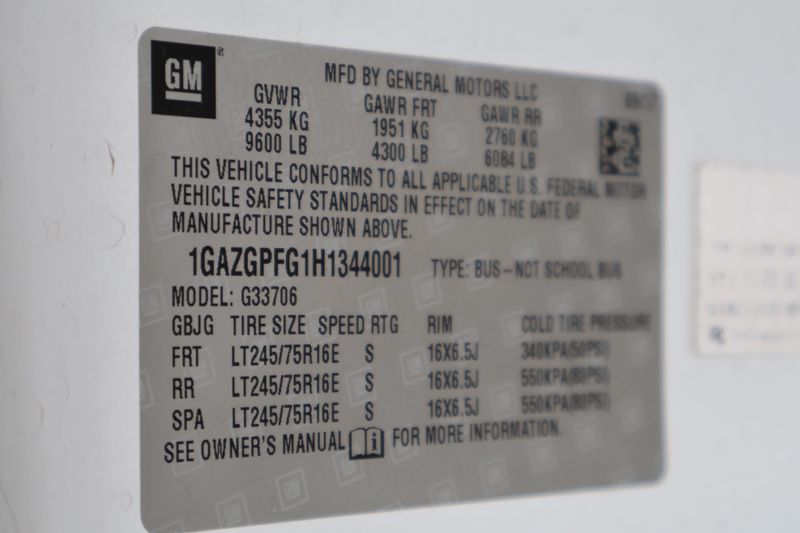 GM
MFD BY GENERAL MOTORS LLC
GVWR GAWR FRT GAWR RR
4355 KG 1951 KG 2760 KG
9600 LB 4300 LB 6084 LB
THIS VEHICLE CONFORMS TO ALL APPLICABLE U.S. FEDERAL MOTOR
VEHICLE SAFETY STANDARDS IN EFFECT ON THE DATE OF
MANUFACTURE SHOWN ABOVE.
1GAZGPFG1H1344001 TYPE: BUS-NOT SCHOOL BUS
MODEL: G33706
GBJG TIRE SIZE SPEED RTG RIM COLD TIRE PRESSURE
FRT LT245/75R16E S 16X6.5J 340KPA(50PSI)
RR LT245/75R16E S 16X6.5J 550KPA(80PSI)
SPA LT245/75R16E S 16X6.5J 550KPA(80PSI)
SEE OWNER'S MANUAL FOR MORE INFORMATION.